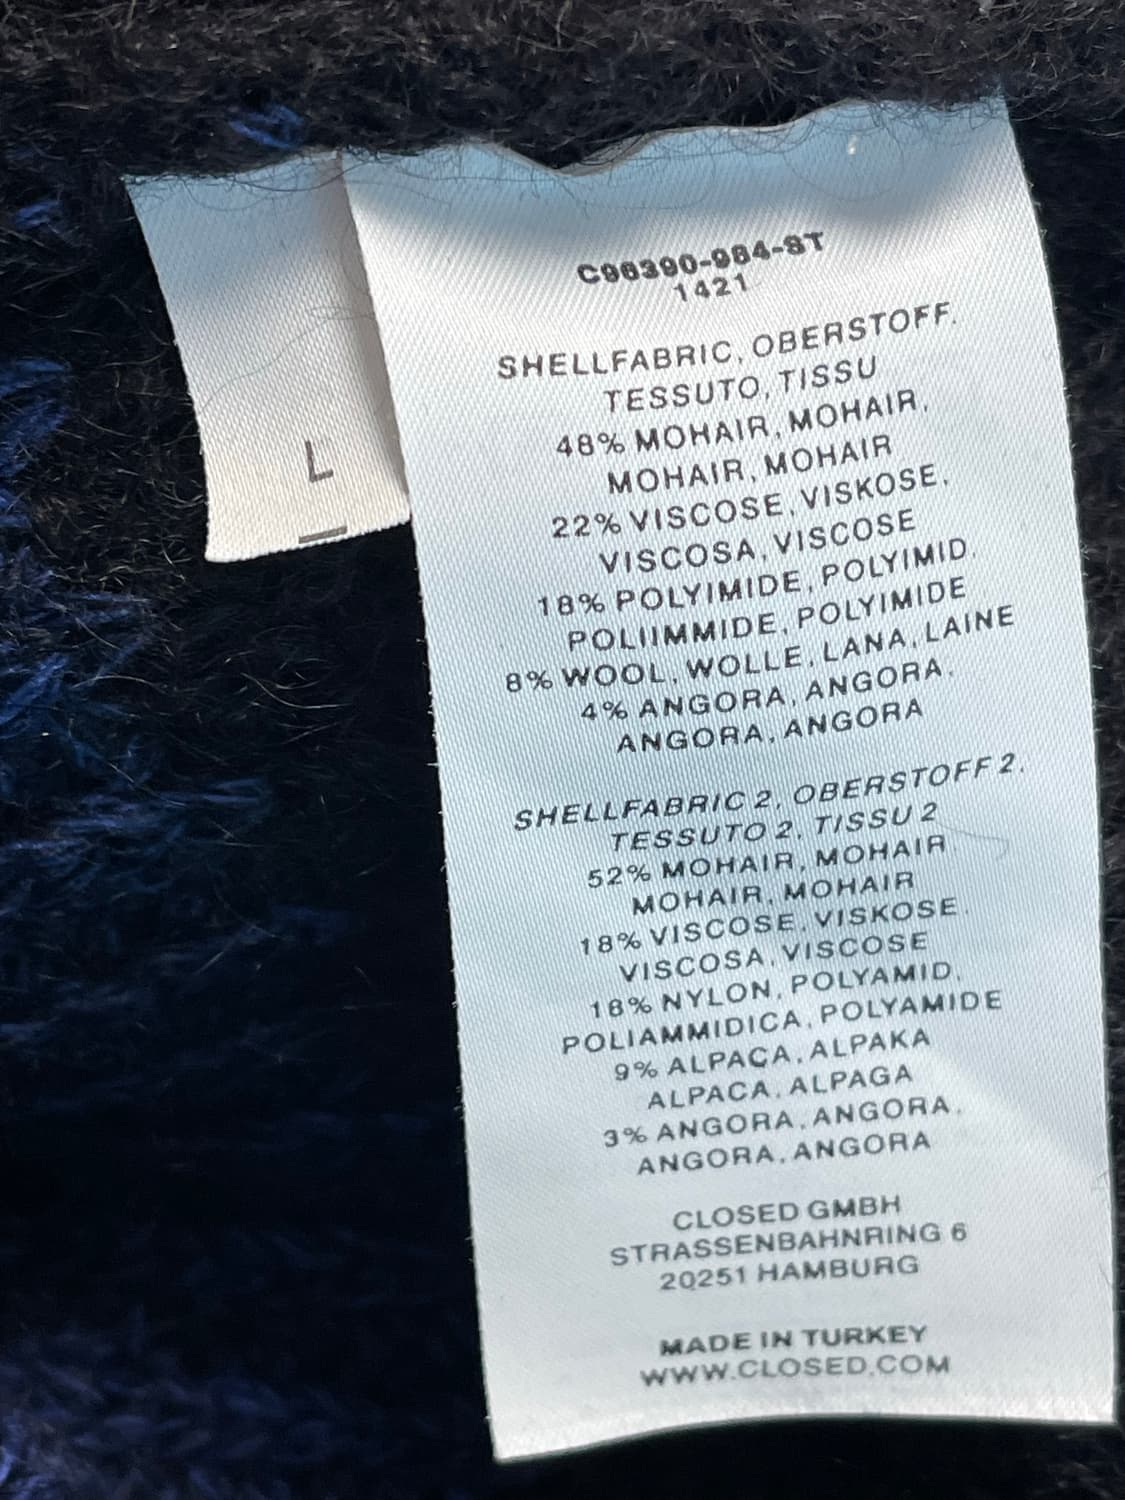 L
C96390-984-ST
1421
SHELLFABRIC, OBERSTOFF,
TESSUTO, TISSU
48% MOHAIR, MOHAIR,
MOHAIR, MOHAIR
22% VISCOSE, VISKOSE,
VISCOSA, VISCOSE
18% POLYIMIDE, POLYIMID,
POLIIMMIDE, POLYIMIDE
8% WOOL, WOLLE, LANA, LAINE
4% ANGORA, ANGORA,
ANGORA, ANGORA
SHELLFABRIC 2, OBERSTOFF 2,
TESSUTO 2, TISSU 2
52% MOHAIR, MOHAIR,
MOHAIR, MOHAIR
18% VISCOSE, VISKOSE,
VISCOSA, VISCOSE
18% NYLON, POLYAMID,
POLIAMMIDICA, POLYAMIDE
9% ALPACA, ALPAKA
ALPACA, ALPAGA
3% ANGORA, ANGORA,
ANGORA, ANGORA
CLOSED GMBH
STRASSENBAHNRING 6
20251 HAMBURG
MADE IN TURKEY
WWW.CLOSED.COM